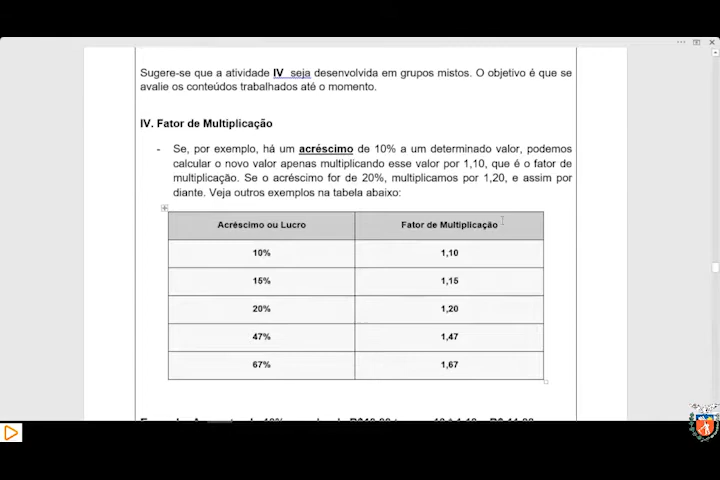 Sugere-se que a atividade IV seja desenvolvida em grupos mistos. O objetivo é que se
avalie os conteúdos trabalhados até o momento.
IV. Fator de Multiplicação
- Se, por exemplo, há um acréscimo de 10% a um determinado valor, podemos
calcular o novo valor apenas multiplicando esse valor por 1,10, que é o fator de
multiplicação. Se o acréscimo for de 20%, multiplicamos por 1,20, e assim por
diante. Veja outros exemplos na tabela abaixo:
Acréscimo ou Lucro Fator de Multiplicação
10% 1,10
15% 1,15
20% 1,20
47% 1,47
67% 1,67